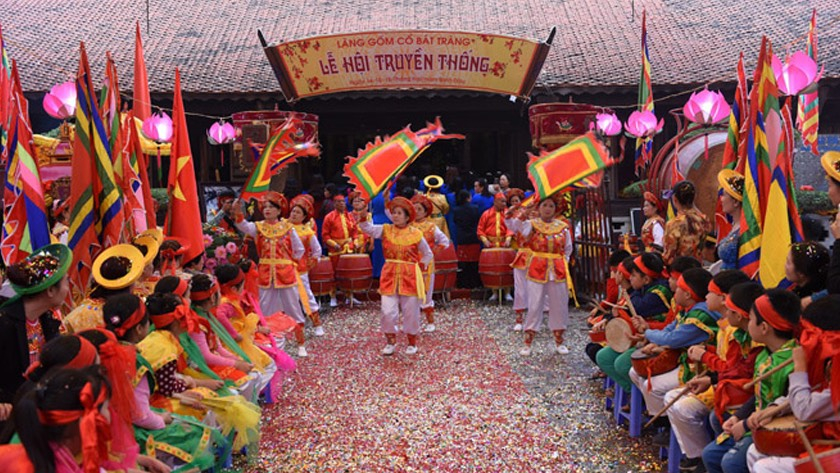 LÀNG GỐM CỔ BÁT TRÀNG
LỄ HỘI TRUYỀN THỐNG